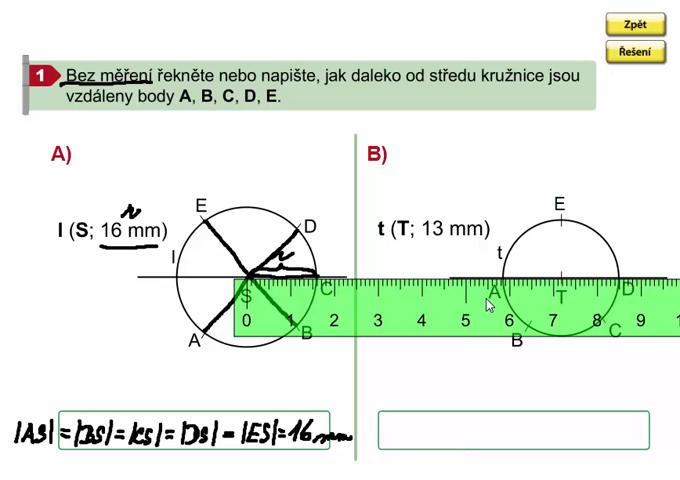 Zpět
Řešení
1 Bez měření řekněte nebo napište, jak daleko od středu kružnice jsou
vzdáleny body A, B, C, D, E.
A)
B)
r
l (S; 16 mm)
t (T; 13 mm)
E
D
l
r
S
C
A
B
E
t
A
T
D
B
C
0 1 2 3 4 5 6 7 8 9
|AS| = |BS| = |CS| = |DS| = |ES| = 16 mm